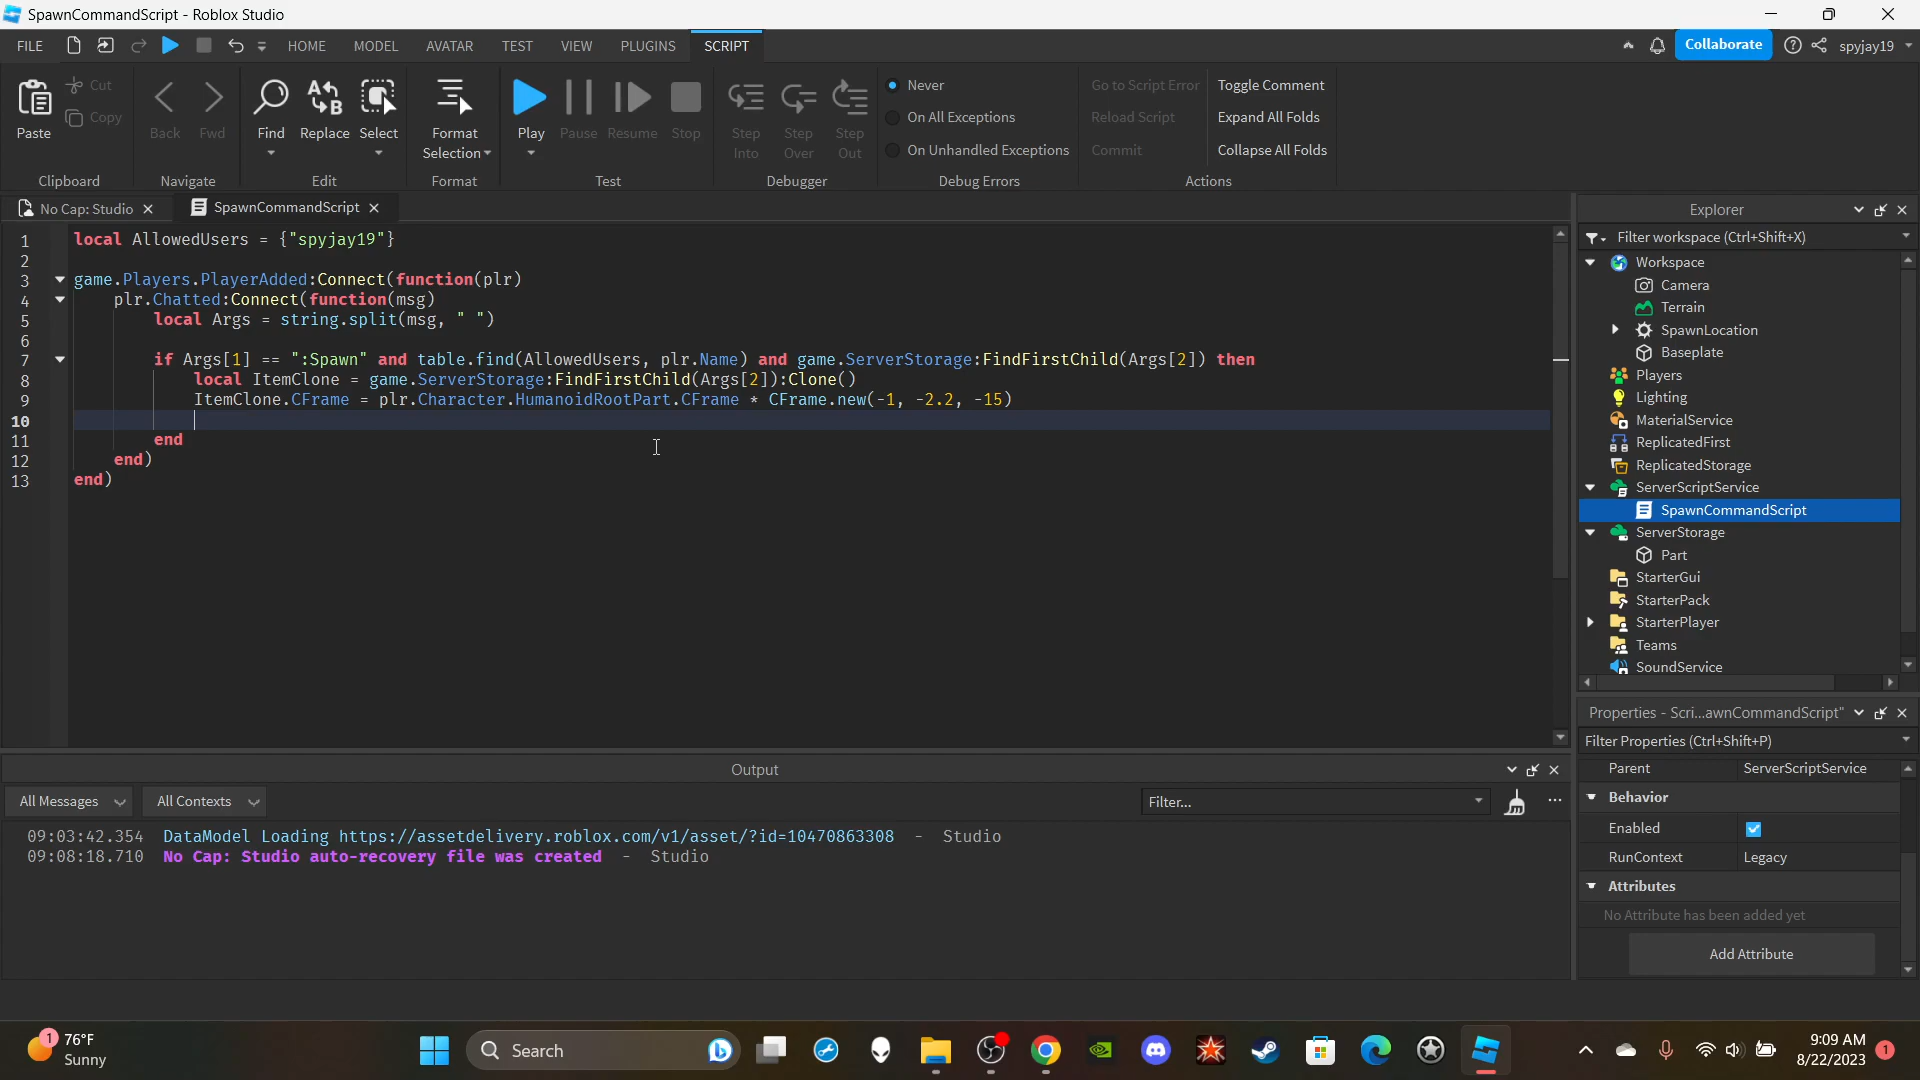 SpawnCommandScript - Roblox Studio
FILE HOME MODEL AVATAR TEST VIEW PLUGINS SCRIPT Collaborate spyjay19
Paste Cut Copy
Clipboard
Back Fwd
Navigate
Find Replace Select
Edit
Format Selection
Format
Play Pause Resume Stop
Test
Step Into Step Over Step Out
Debugger
Never
On All Exceptions
On Unhandled Exceptions
Debug Errors
Go to Script Error
Reload Script
Commit
Toggle Comment
Expand All Folds
Collapse All Folds
Actions
No Cap: Studio SpawnCommandScript
1 local AllowedUsers = {"spyjay19"}
2
3 game.Players.PlayerAdded:Connect(function(plr)
4 plr.Chatted:Connect(function(msg)
5 local Args = string.split(msg, " ")
6
7 if Args[1] == ":Spawn" and table.find(AllowedUsers, plr.Name) and game.ServerStorage:FindFirstChild(Args[2]) then
8 local ItemClone = game.ServerStorage:FindFirstChild(Args[2]):Clone()
9 ItemClone.CFrame = plr.Character.HumanoidRootPart.CFrame * CFrame.new(-1, -2.2, -15)
10
11 end
12 end)
13 end)
Explorer
Filter workspace (Ctrl+Shift+X)
Workspace
Camera
Terrain
SpawnLocation
Baseplate
Players
Lighting
MaterialService
ReplicatedFirst
ReplicatedStorage
ServerScriptService
SpawnCommandScript
ServerStorage
Part
StarterGui
StarterPack
StarterPlayer
Teams
SoundService
Properties - Scri...awnCommandScript"
Filter Properties (Ctrl+Shift+P)
Parent ServerScriptService
Behavior
Enabled
RunContext Legacy
Attributes
No Attribute has been added yet
Add Attribute
Output
All Messages All Contexts Filter...
09:03:42.354 DataModel Loading https://assetdelivery.roblox.com/v1/asset/?id=10470863308 - Studio
09:08:18.710 No Cap: Studio auto-recovery file was created - Studio
1 76°F
Sunny
Search
9:09 AM
8/22/2023 1